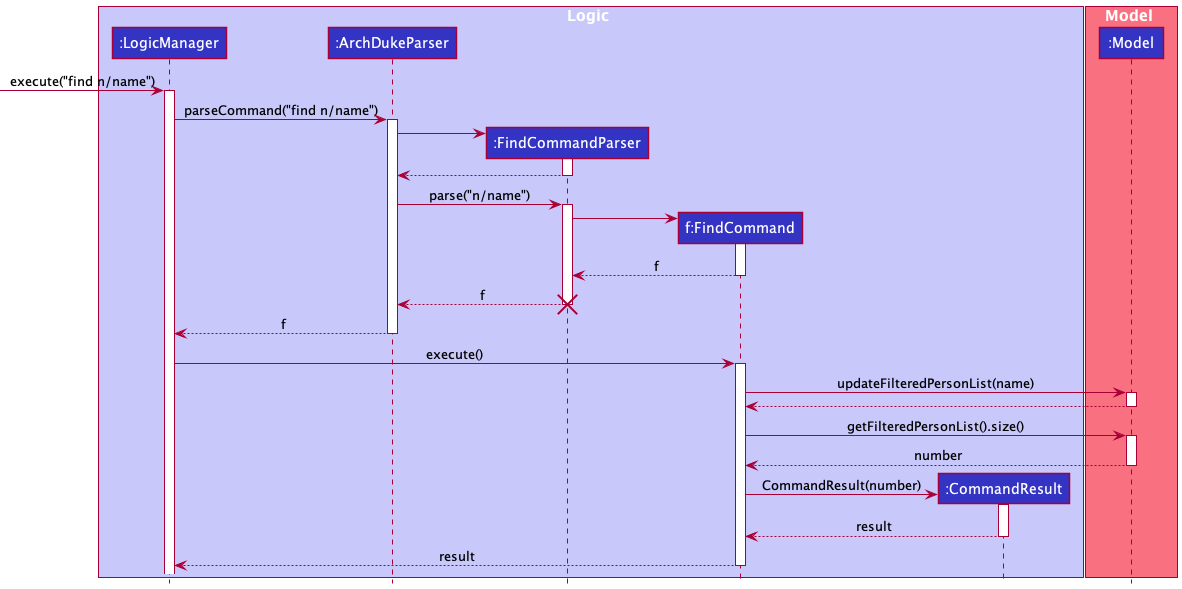 Logic
Model
:LogicManager
:ArchDukeParser
:Model
execute("find n/name")
parseCommand("find n/name")
:FindCommandParser
parse("n/name")
f:FindCommand
f
f
f
execute()
updateFilteredPersonList(name)
getFilteredPersonList().size()
number
CommandResult(number)
:CommandResult
result
result